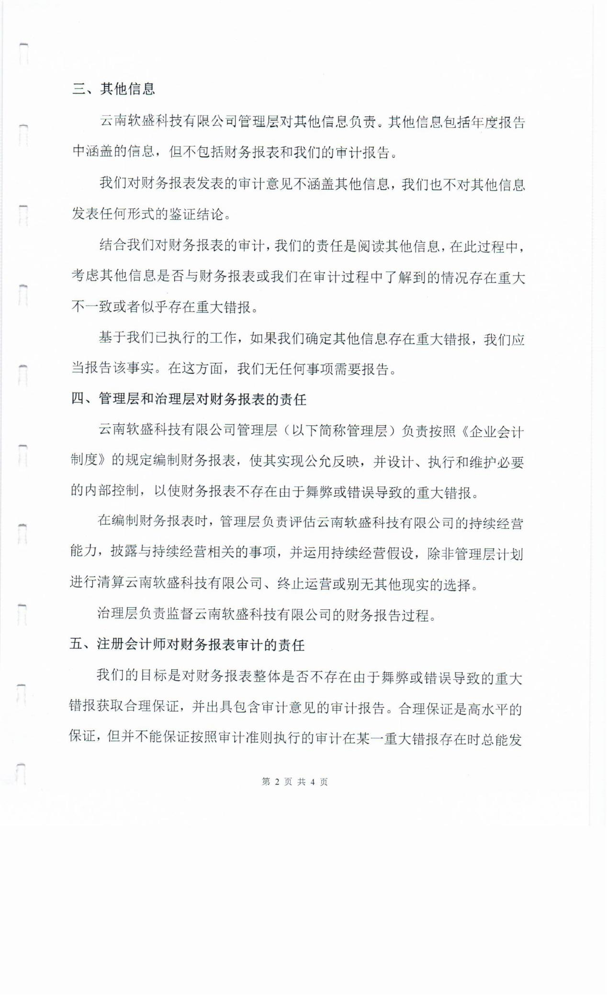 三、其他信息
云南软盛科技有限公司管理层对其他信息负责。其他信息包括年度报告
中涵盖的信息，但不包括财务报表和我们的审计报告。
我们对财务报表发表的审计意见不涵盖其他信息，我们也不对其他信息
发表任何形式的鉴证结论。
结合我们对财务报表的审计，我们的责任是阅读其他信息，在此过程中，
考虑其他信息是否与财务报表或我们在审计过程中了解到的情况存在重大
不一致或者似乎存在重大错报。
基于我们已执行的工作，如果我们确定其他信息存在重大错报，我们应
当报告该事实。在这方面，我们无任何事项需要报告。
四、管理层和治理层对财务报表的责任
云南软盛科技有限公司管理层（以下简称管理层）负责按照《企业会计
制度》的规定编制财务报表，使其实现公允反映，并设计、执行和维护必要
的内部控制，以使财务报表不存在由于舞弊或错误导致的重大错报。
在编制财务报表时，管理层负责评估云南软盛科技有限公司的持续经营
能力，披露与持续经营相关的事项，并运用持续经营假设，除非管理层计划
进行清算云南软盛科技有限公司、终止运营或别无其他现实的选择。
治理层负责监督云南软盛科技有限公司的财务报告过程。
五、注册会计师对财务报表审计的责任
我们的目标是对财务报表整体是否不存在由于舞弊或错误导致的重大
错报获取合理保证，并出具包含审计意见的审计报告。合理保证是高水平的
保证，但并不能保证按照审计准则执行的审计在某一重大错报存在时总能发
第 2 页 共 4 页